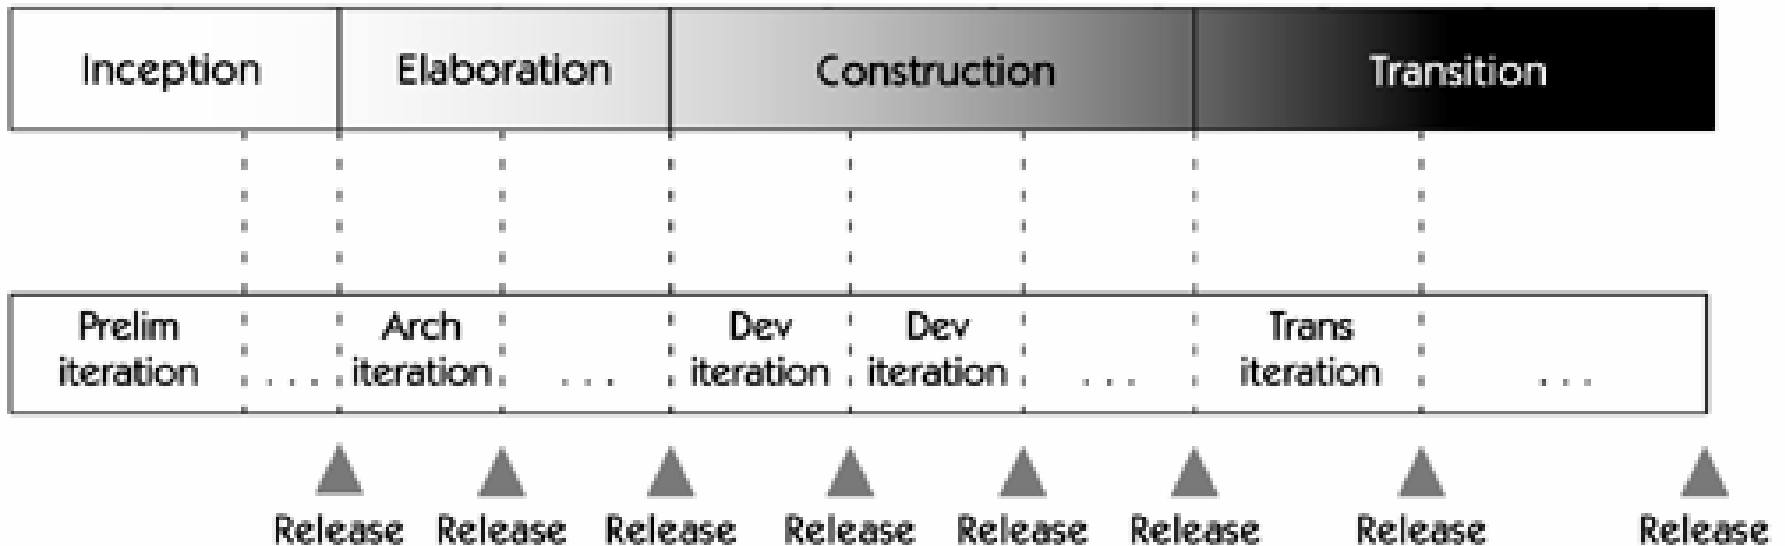 Inception Elaboration Construction Transition
Prelim iteration ... Arch iteration ... Dev iteration Dev iteration ... Trans iteration ...
Release Release Release Release Release Release Release Release